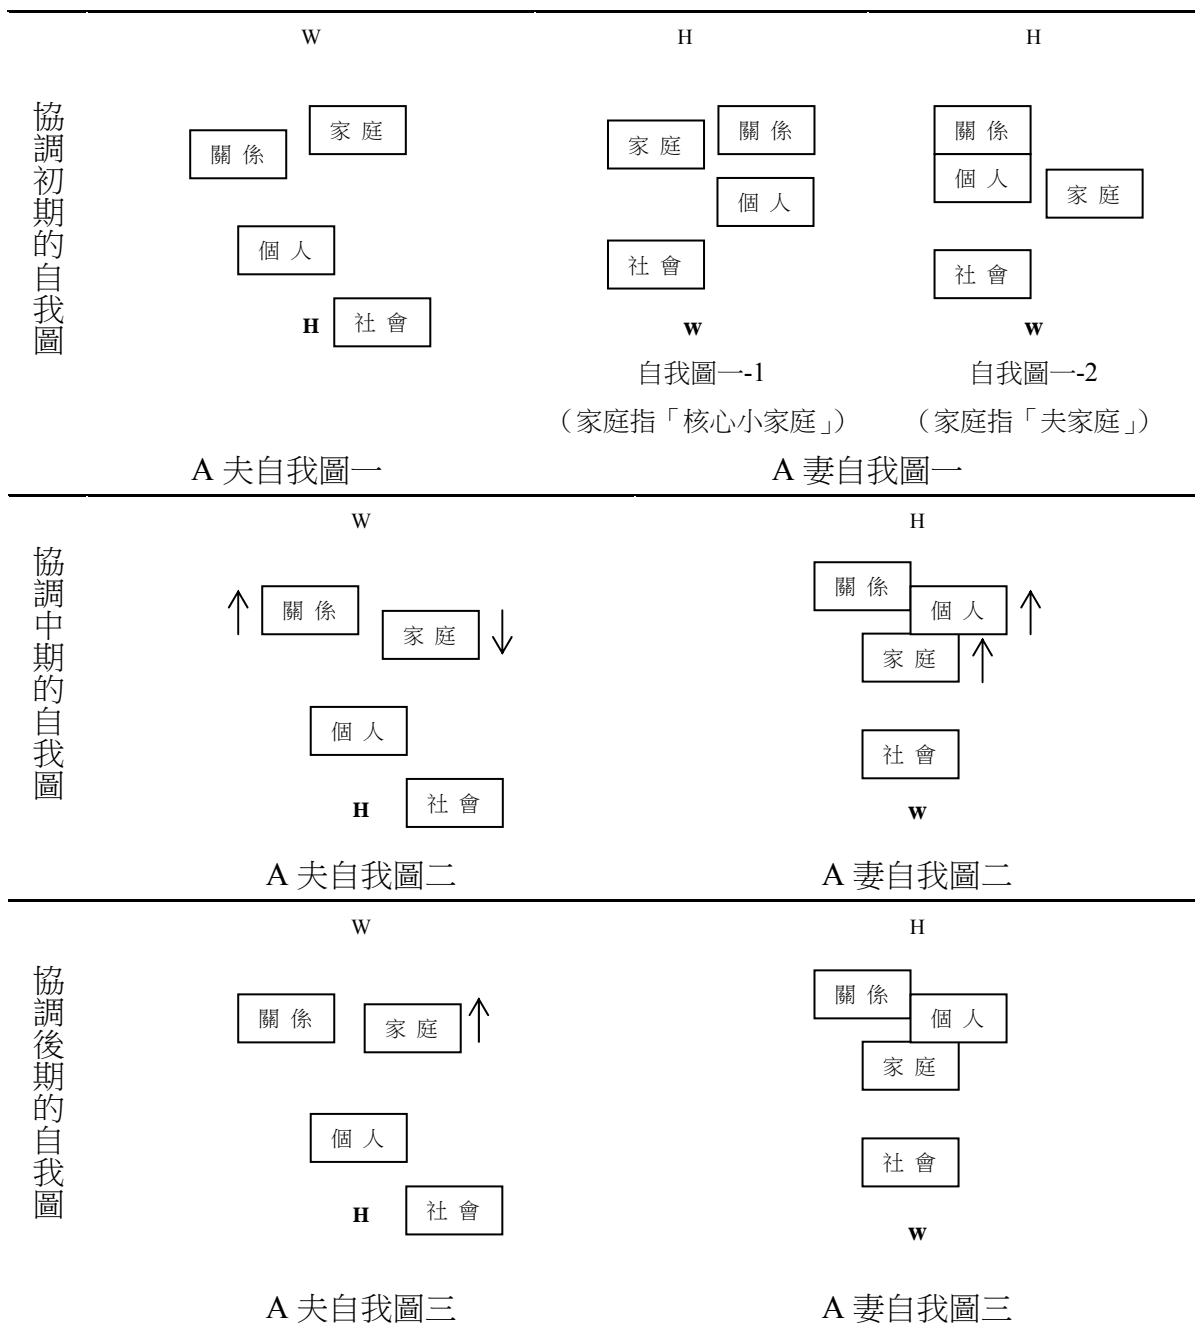 協調初期的自我圖
W
家庭
關係
個人
H 社會
A 夫自我圖一
H
關係
家庭
個人
社會
w
自我圖一-1
（家庭指「核心小家庭」）
H
關係
個人
家庭
社會
w
自我圖一-2
（家庭指「夫家庭」）
A 妻自我圖一
協調中期的自我圖
W
↑ 關係
家庭 ↓
個人
H 社會
A 夫自我圖二
H
關係
個人 ↑
家庭 ↑
社會
w
A 妻自我圖二
協調後期的自我圖
W
關係
家庭 ↑
個人
H 社會
A 夫自我圖三
H
關係
個人
家庭
社會
w
A 妻自我圖三